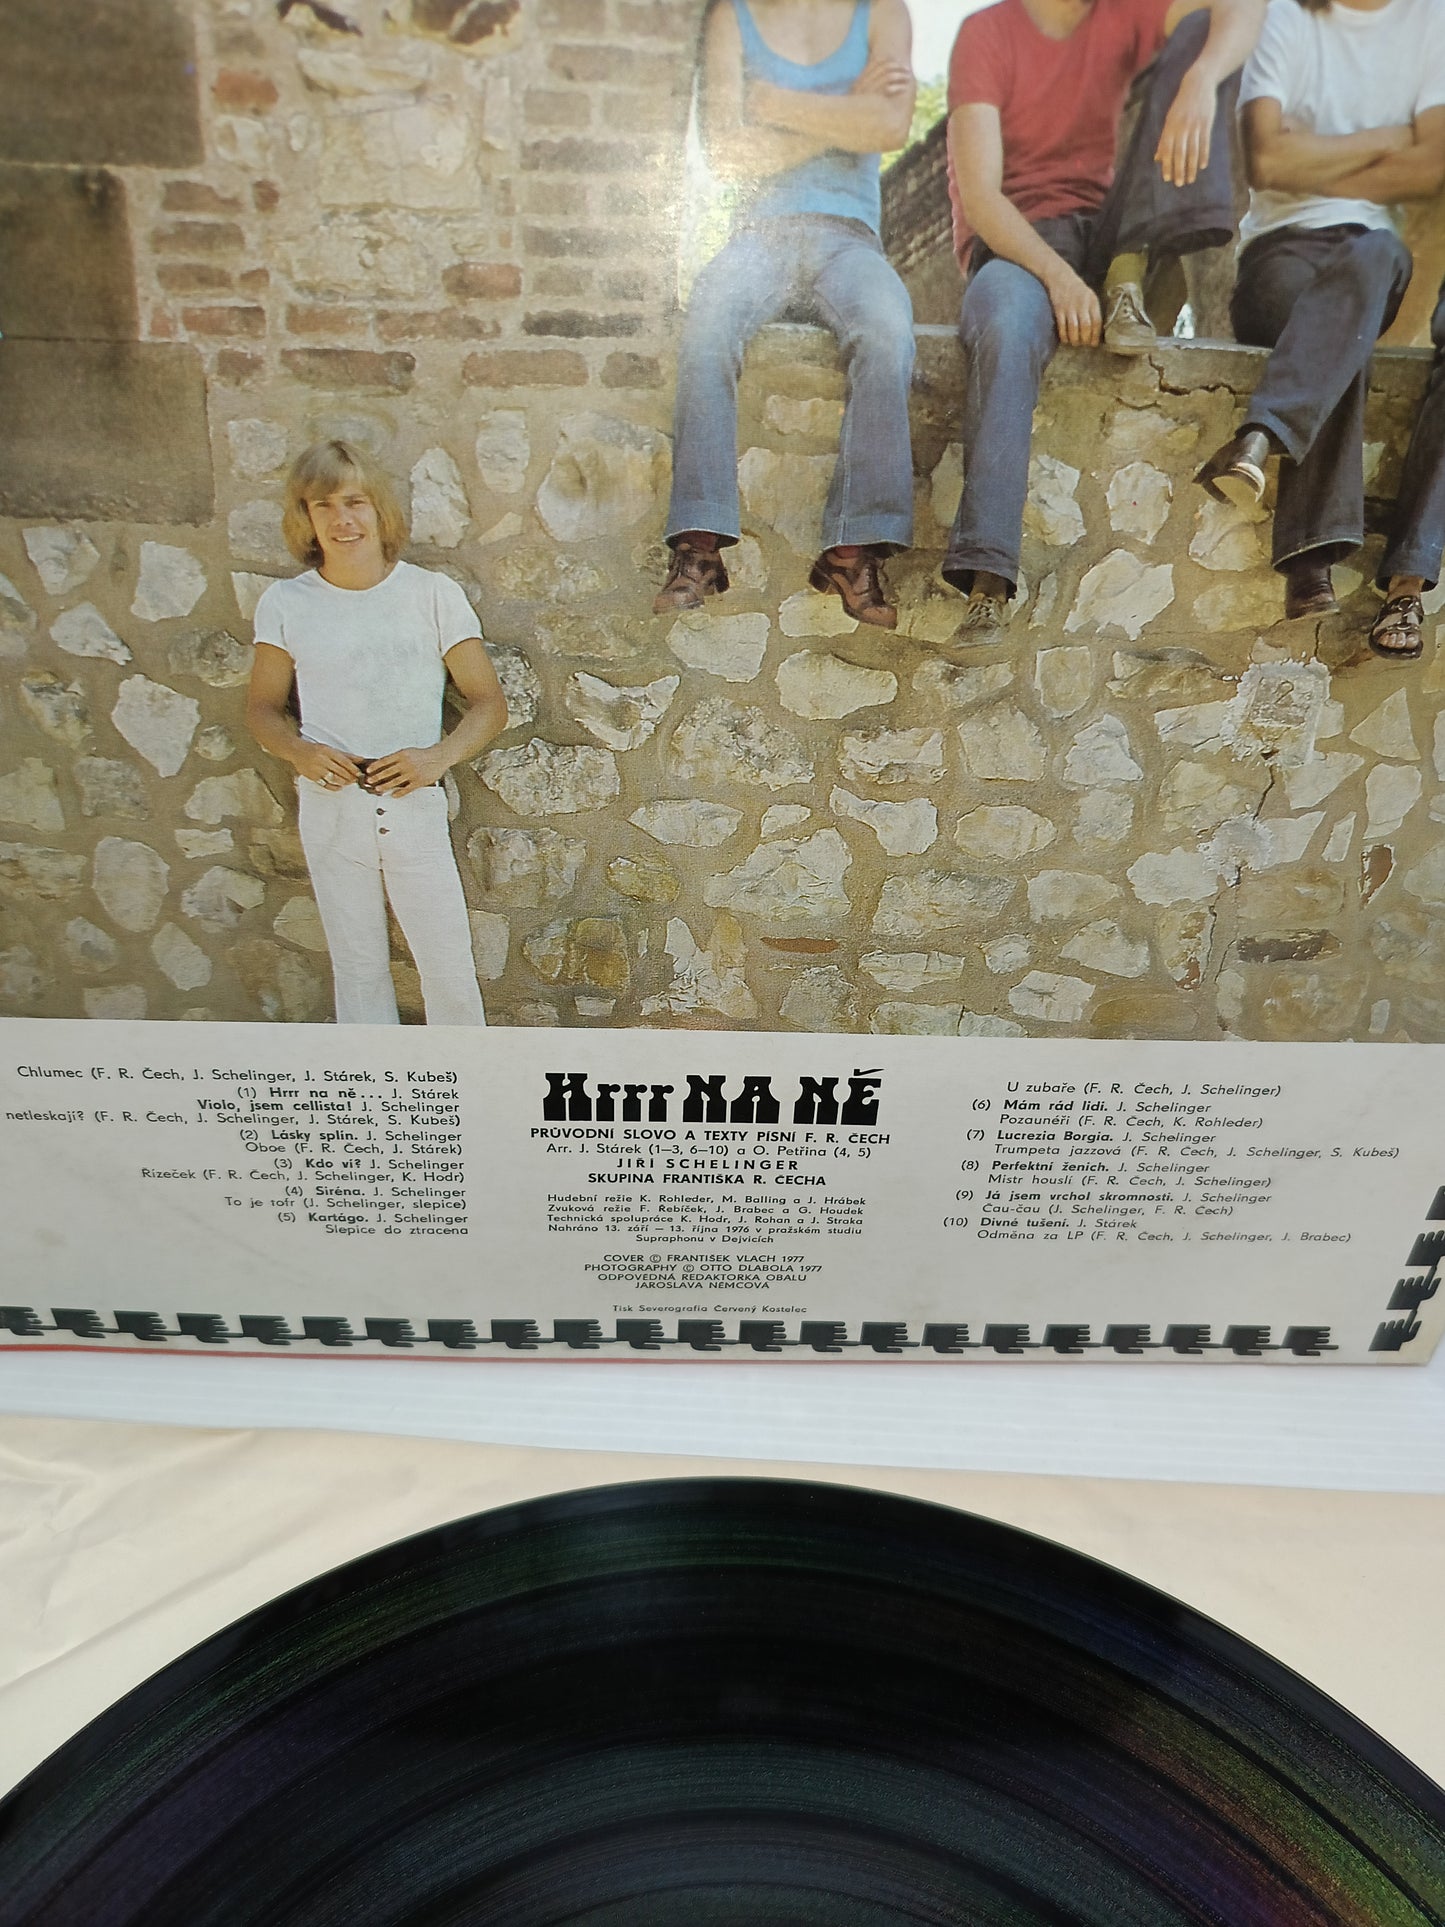 Chlumec (F. R. Čech, J. Schelinger, J. Stárek, S. Kubeš)
(1) Hrrr na ně... J. Stárek
Violo, jsem cellista! J. Schelinger
netleskají? (F. R. Čech, J. Schelinger, J. Stárek, S. Kubeš)
(2) Lásky splín. J. Schelinger
Oboe (F. R. Čech, J. Stárek)
(3) Kdo ví? J. Schelinger
Rízeček (F. R. Čech, J. Schelinger, K. Hodr)
(4) Siréna. J. Schelinger
To je fofr (J. Schelinger, slepice)
(5) Kartágo. J. Schelinger
Slepice do ztracena
Hrrr NA NĚ
PRŮVODNÍ SLOVO A TEXTY PÍSNÍ F. R. ČECH
Arr. J. Stárek (1–3, 6–10) a O. Petřina (4, 5)
JIŘÍ SCHELINGER
SKUPINA FRANTIŠKA R. ČECHA
Hudební režie K. Rohleder, M. Balling a J. Hrábek
Zvuková režie F. Řebíček, J. Brabec a G. Houdek
Technická spolupráce K. Hodr, J. Rohan a J. Straka
Nahráno 13. září – 13. října 1976 v pražském studiu
Supraphonu v Dejvicích
COVER © FRANTIŠEK VLACH 1977
PHOTOGRAPHY © OTTO DLABOLA 1977
ODPOVĚDNÁ REDAKTORKA OBALU
JAROSLAVA NĚMCOVÁ
Tisk Severografia Červený Kostelec
U zubaře (F. R. Čech, J. Schelinger)
(6) Mám rád lidi. J. Schelinger
Pozaunéři (F. R. Čech, K. Rohleder)
(7) Lucrezia Borgia. J. Schelinger
Trumpeta jazzová (F. R. Čech, J. Schelinger, S. Kubeš)
(8) Perfektní ženich. J. Schelinger
Mistr houslí (F. R. Čech, J. Schelinger)
(9) Já jsem vrchol skromnosti. J. Schelinger
Čau-čau (J. Schelinger, F. R. Čech)
(10) Divné tušení. J. Stárek
Odměna za LP (F. R. Čech, J. Schelinger, J. Brabec)